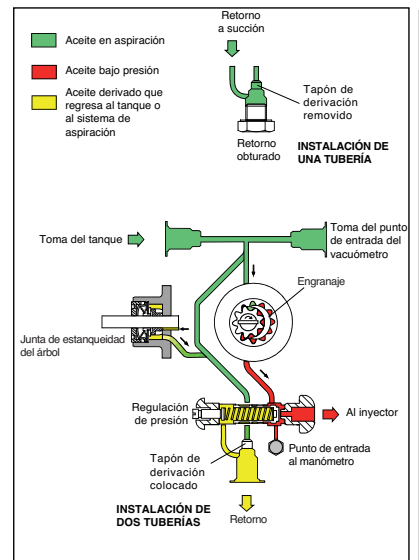 Retorno
a succión
Aceite en aspiración
Aceite bajo presión
Aceite derivado que
regresa al tanque o
al sistema de
aspiración
Tapón de
derivación
removido
Retorno
obturado
INSTALACIÓN DE
UNA TUBERÍA
Toma del tanque
Toma del punto
de entrada del
vacuómetro
Engranaje
Junta de estanqueidad
del árbol
Regulación
de presión
Al inyector
Punto de entrada
al manómetro
Tapón de
derivación
colocado
INSTALACIÓN DE
DOS TUBERÍAS
Retorno